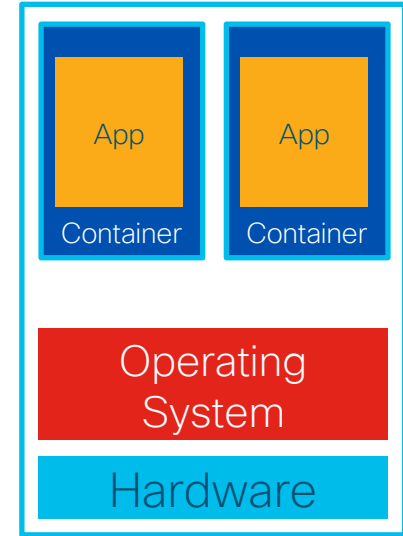 App
App
Container
Container
Operating
System
Hardware